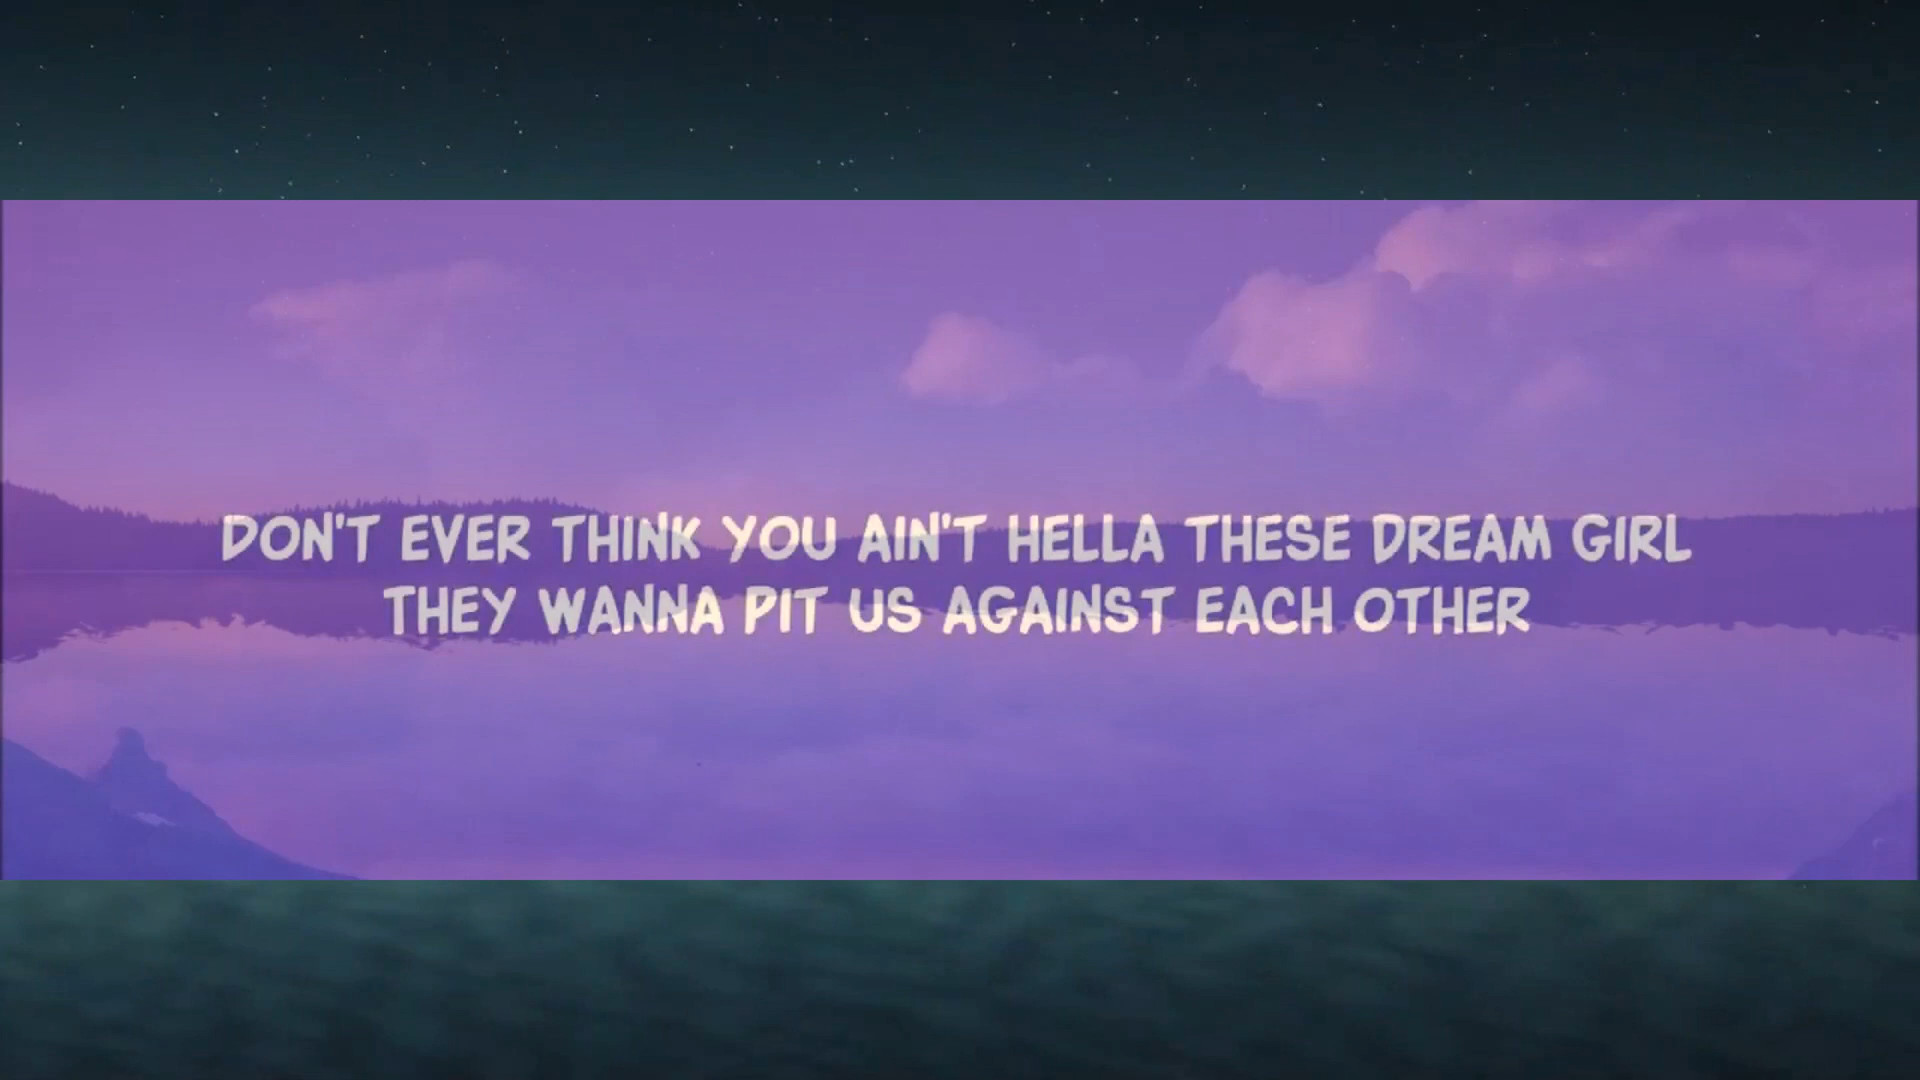 DON'T EVER THINK YOU AIN'T HELLA THESE DREAM GIRL
THEY WANNA PIT US AGAINST EACH OTHER